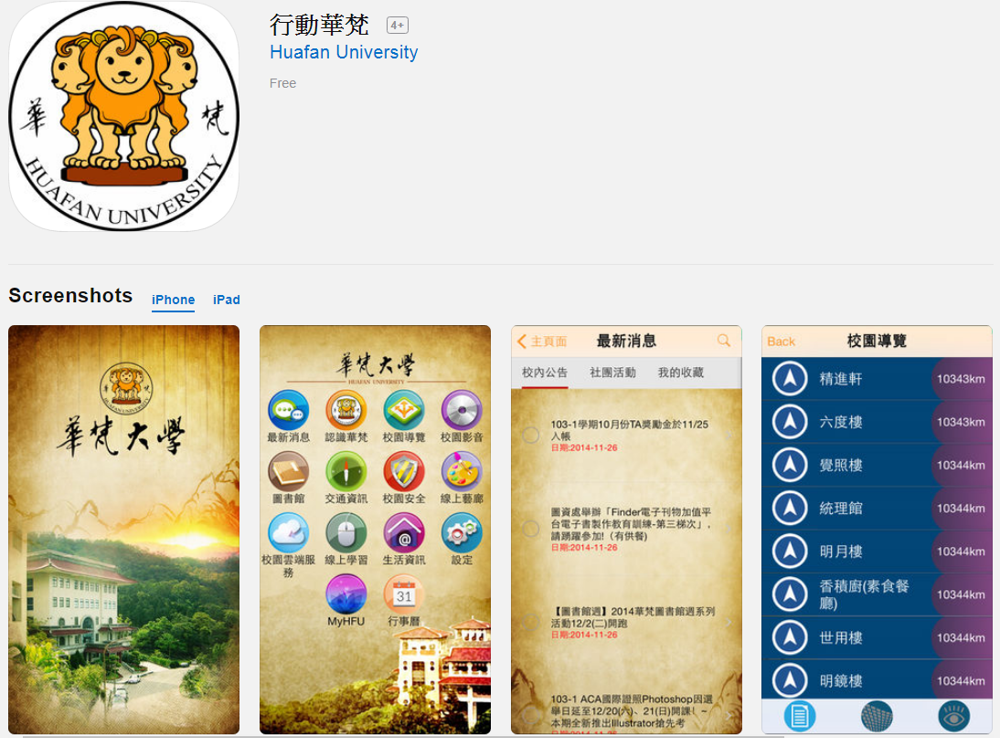 華 梵
HUAFAN UNIVERSITY
行動華梵 4+
Huafan University
Free
Screenshots iPhone iPad
華梵大學
華梵大學
HUAFAN UNIVERSITY
最新消息 認識華梵 校園導覽 校園影音
圖書館 交通資訊 校園安全 線上藝廊
校園雲端服務 線上學習 生活資訊 設定
31
MyHFU 行事曆
主頁面 最新消息
校內公告 社團活動 我的收藏
103-1學期10月份TA獎勵金於11/25
入帳
日期:2014-11-26
圖資處舉辦「Finder電子刊物加值平
台電子書製作教育訓練-第三梯次」,
請踴躍參加!（有供餐)
日期:2014-11-26
【圖書館週】2014華梵圖書館週系列
活動12/2(二)開跑
日期:2014-11-26
103-1 ACA國際證照Photoshop因選
舉日延至12/20(六)、21(日)開課！~
本期全新推出Illustrator搶先考
Back 校園導覽
精進軒 10343km
六度樓 10343km
覺照樓 10344km
統理館 10344km
明月樓 10344km
香積廚(素食餐
廳) 10344km
世用樓 10344km
明鏡樓 10344km